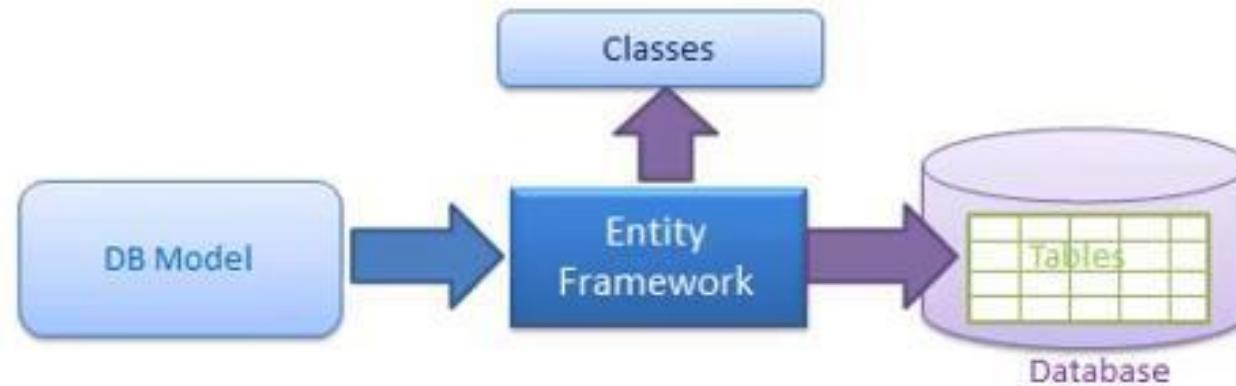 Classes
DB Model
Entity
Framework
Tables
Database